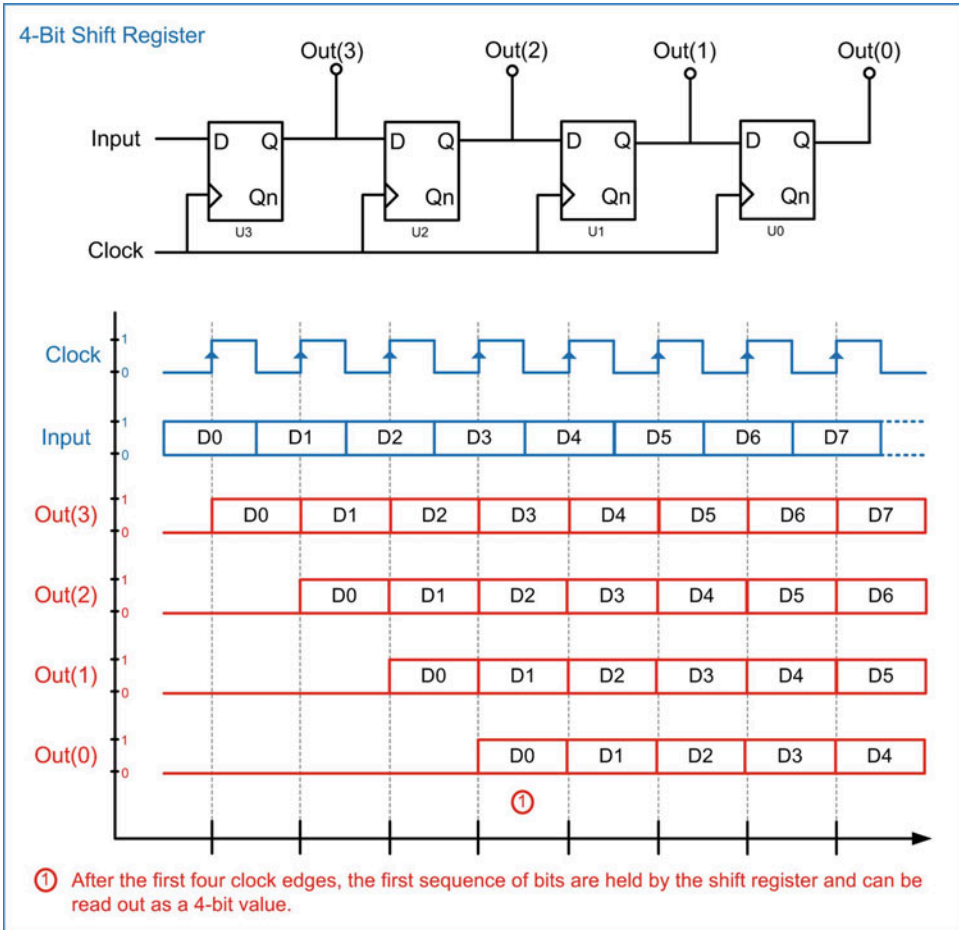 4-Bit Shift Register
Out(3) Out(2) Out(1) Out(0)
Input D Q D Q D Q D Q
Qn Qn Qn Qn
U3 U2 U1 U0
Clock
Clock 1
0
Input 1 D0 D1 D2 D3 D4 D5 D6 D7
0
Out(3) 1 D0 D1 D2 D3 D4 D5 D6 D7
0
Out(2) 1 D0 D1 D2 D3 D4 D5 D6
0
Out(1) 1 D0 D1 D2 D3 D4 D5
0
Out(0) 1 D0 D1 D2 D3 D4
0
1
1 After the first four clock edges, the first sequence of bits are held by the shift register and can be
read out as a 4-bit value.